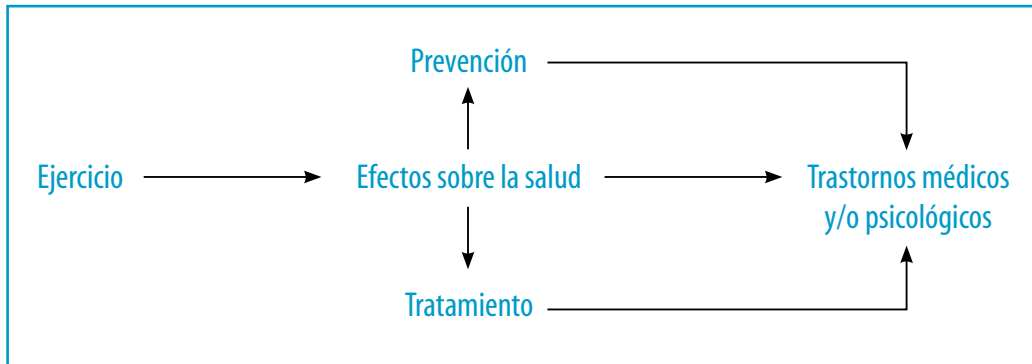 Prevención
Ejercicio
Efectos sobre la salud
Trastornos médicos
y/o psicológicos
Tratamiento